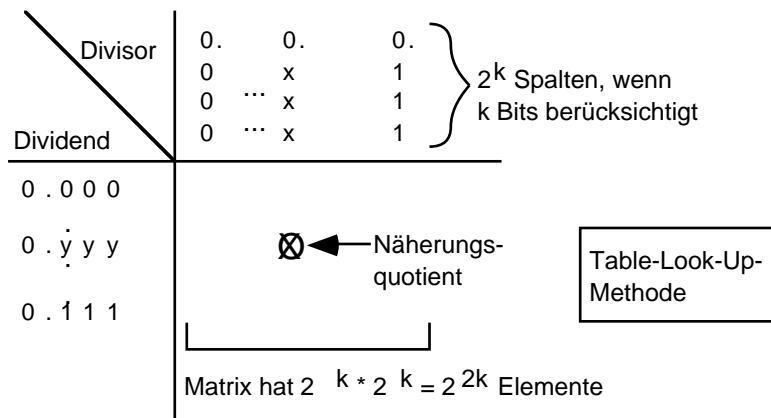 Divisor
0. 0. 0.
0 x 1
0 ... x 1
0 ... x 1
2^k Spalten, wenn
k Bits berücksichtigt
Dividend
0 . 0 0 0
0 . y y y
0 . 1 1 1
X
Näherungs-
quotient
Table-Look-Up-
Methode
Matrix hat 2^k * 2^k = 2^2k Elemente